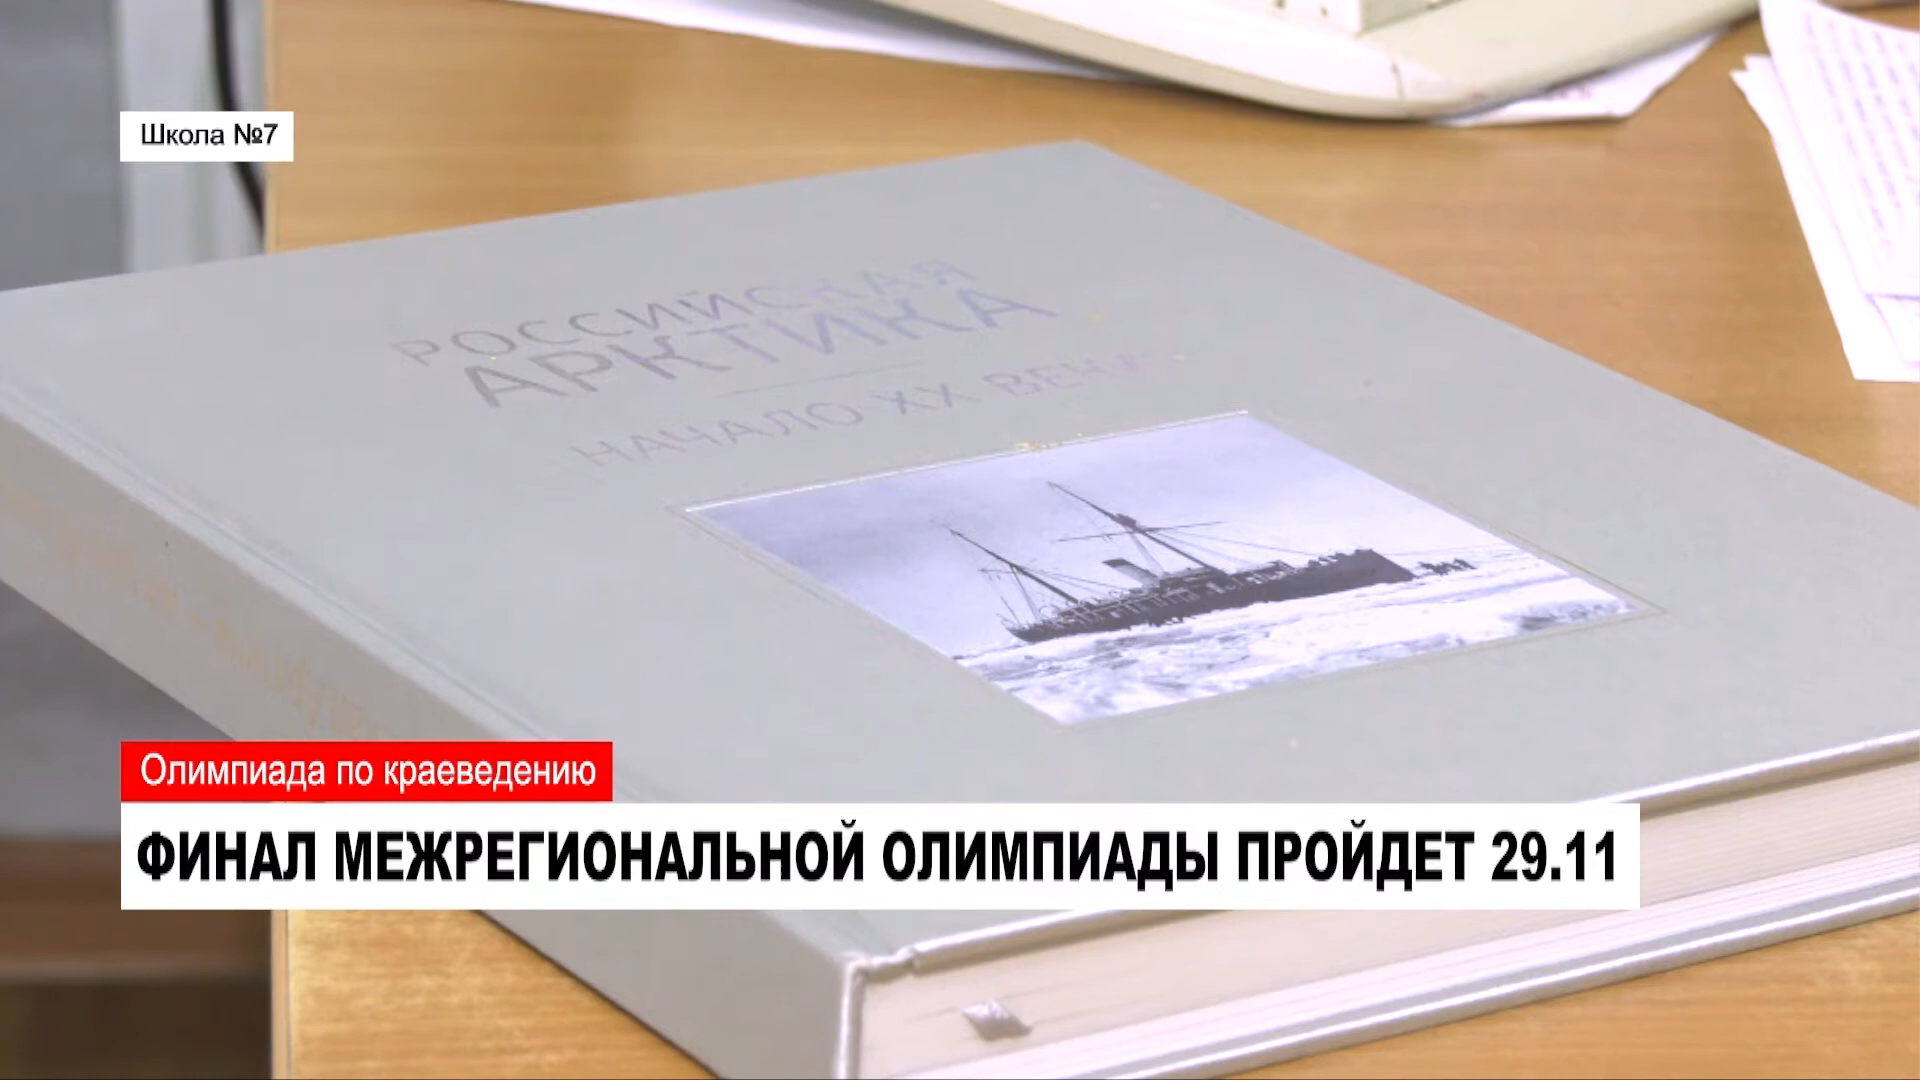 Школа №7
РОССИЙСКАЯ
АРКТИКА
НАЧАЛО XX ВЕКА
Олимпиада по краеведению
ФИНАЛ МЕЖРЕГИОНАЛЬНОЙ ОЛИМПИАДЫ ПРОЙДЕТ 29.11